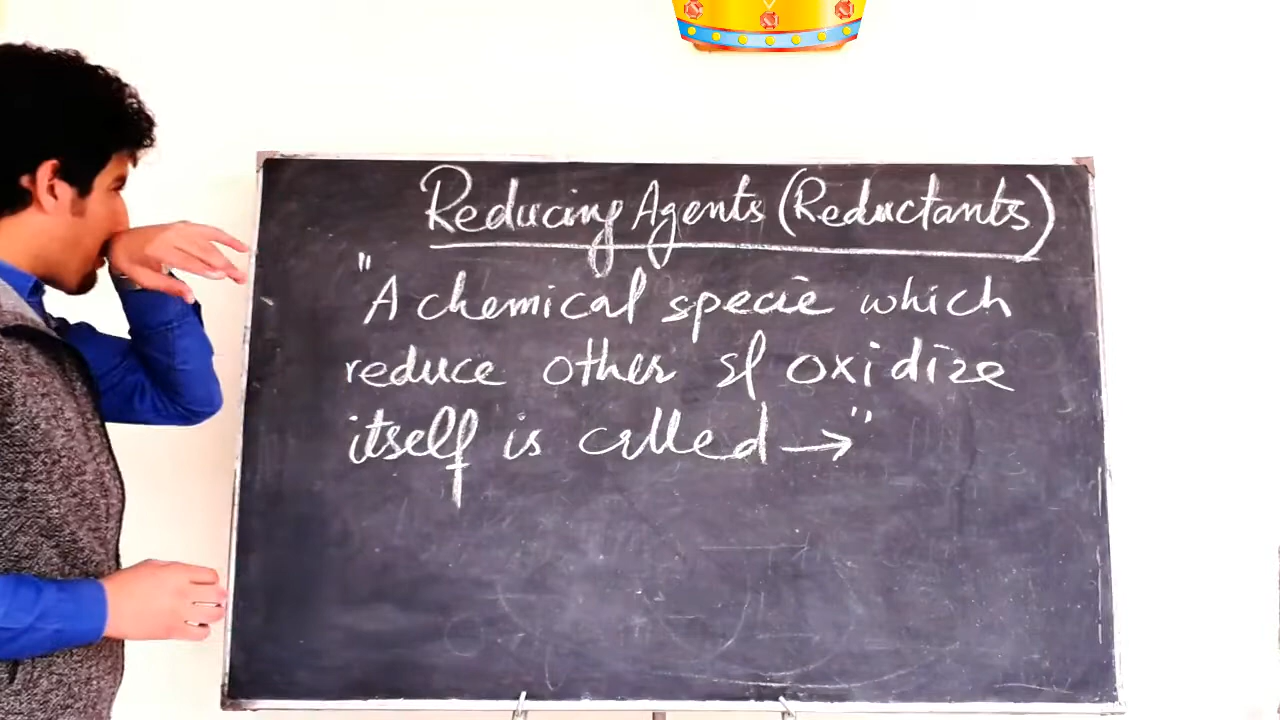 Reducing Agents (Reductants)
"A chemical specie which
reduce other & oxidize
itself is called →"